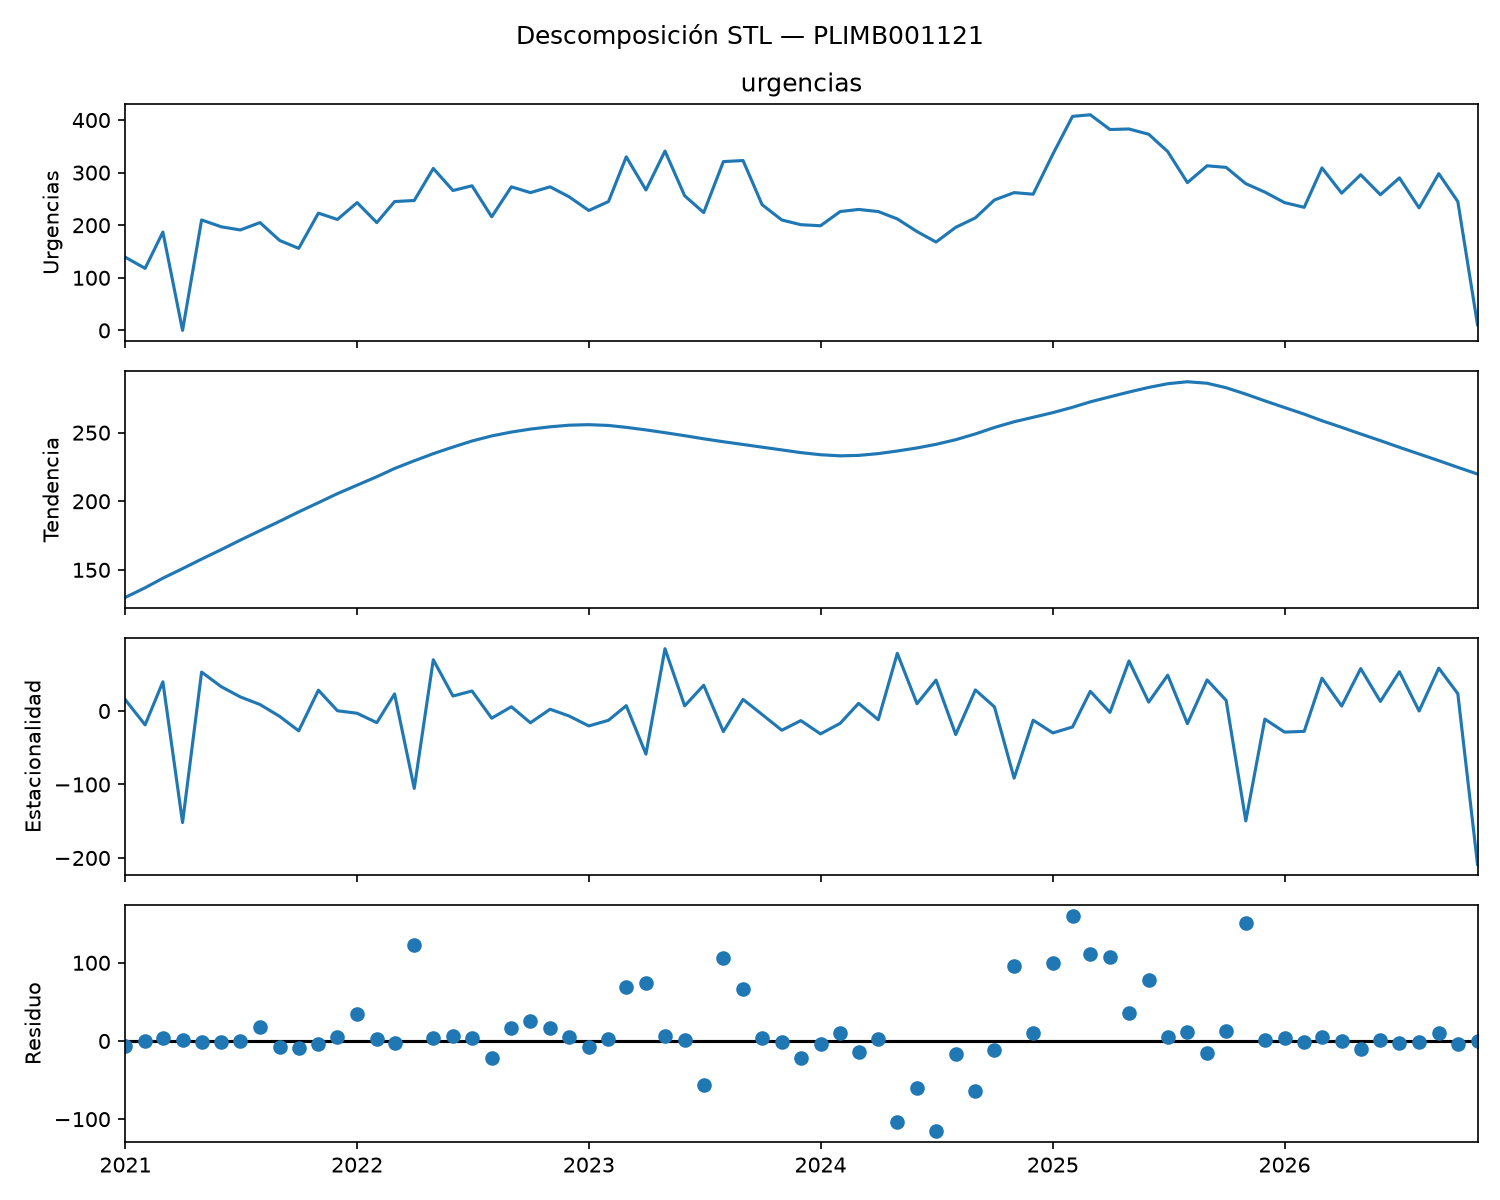 Descomposición STL — PLIMB001121
urgencias
Urgencias
400
300
200
100
0
Tendencia
250
200
150
Estacionalidad
0
−100
−200
Residuo
100
0
−100
2021 2022 2023 2024 2025 2026